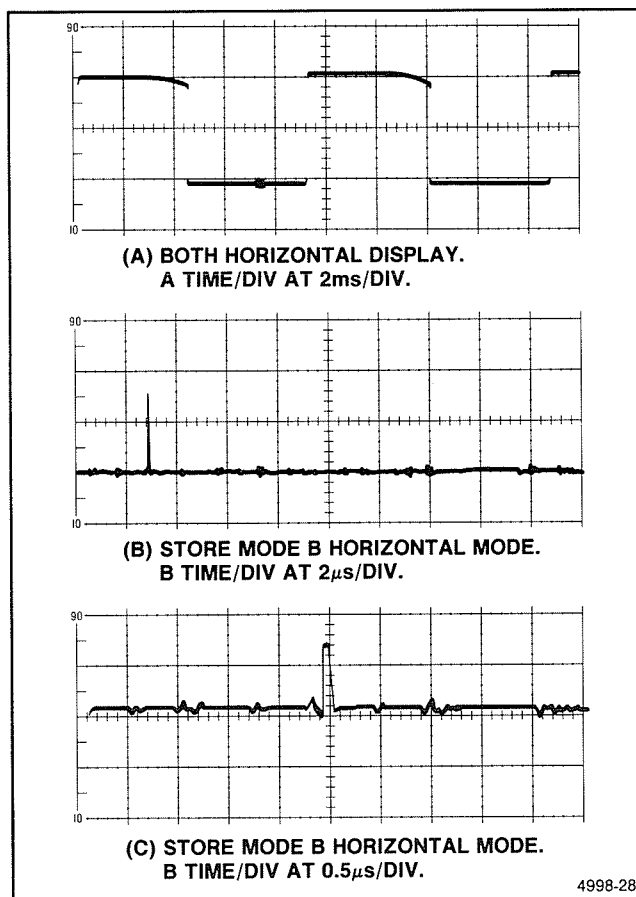 90
10
(A) BOTH HORIZONTAL DISPLAY.
A TIME/DIV AT 2ms/DIV.
90
10
(B) STORE MODE B HORIZONTAL MODE.
B TIME/DIV AT 2μs/DIV.
90
10
(C) STORE MODE B HORIZONTAL MODE.
B TIME/DIV AT 0.5μs/DIV.
4998-28